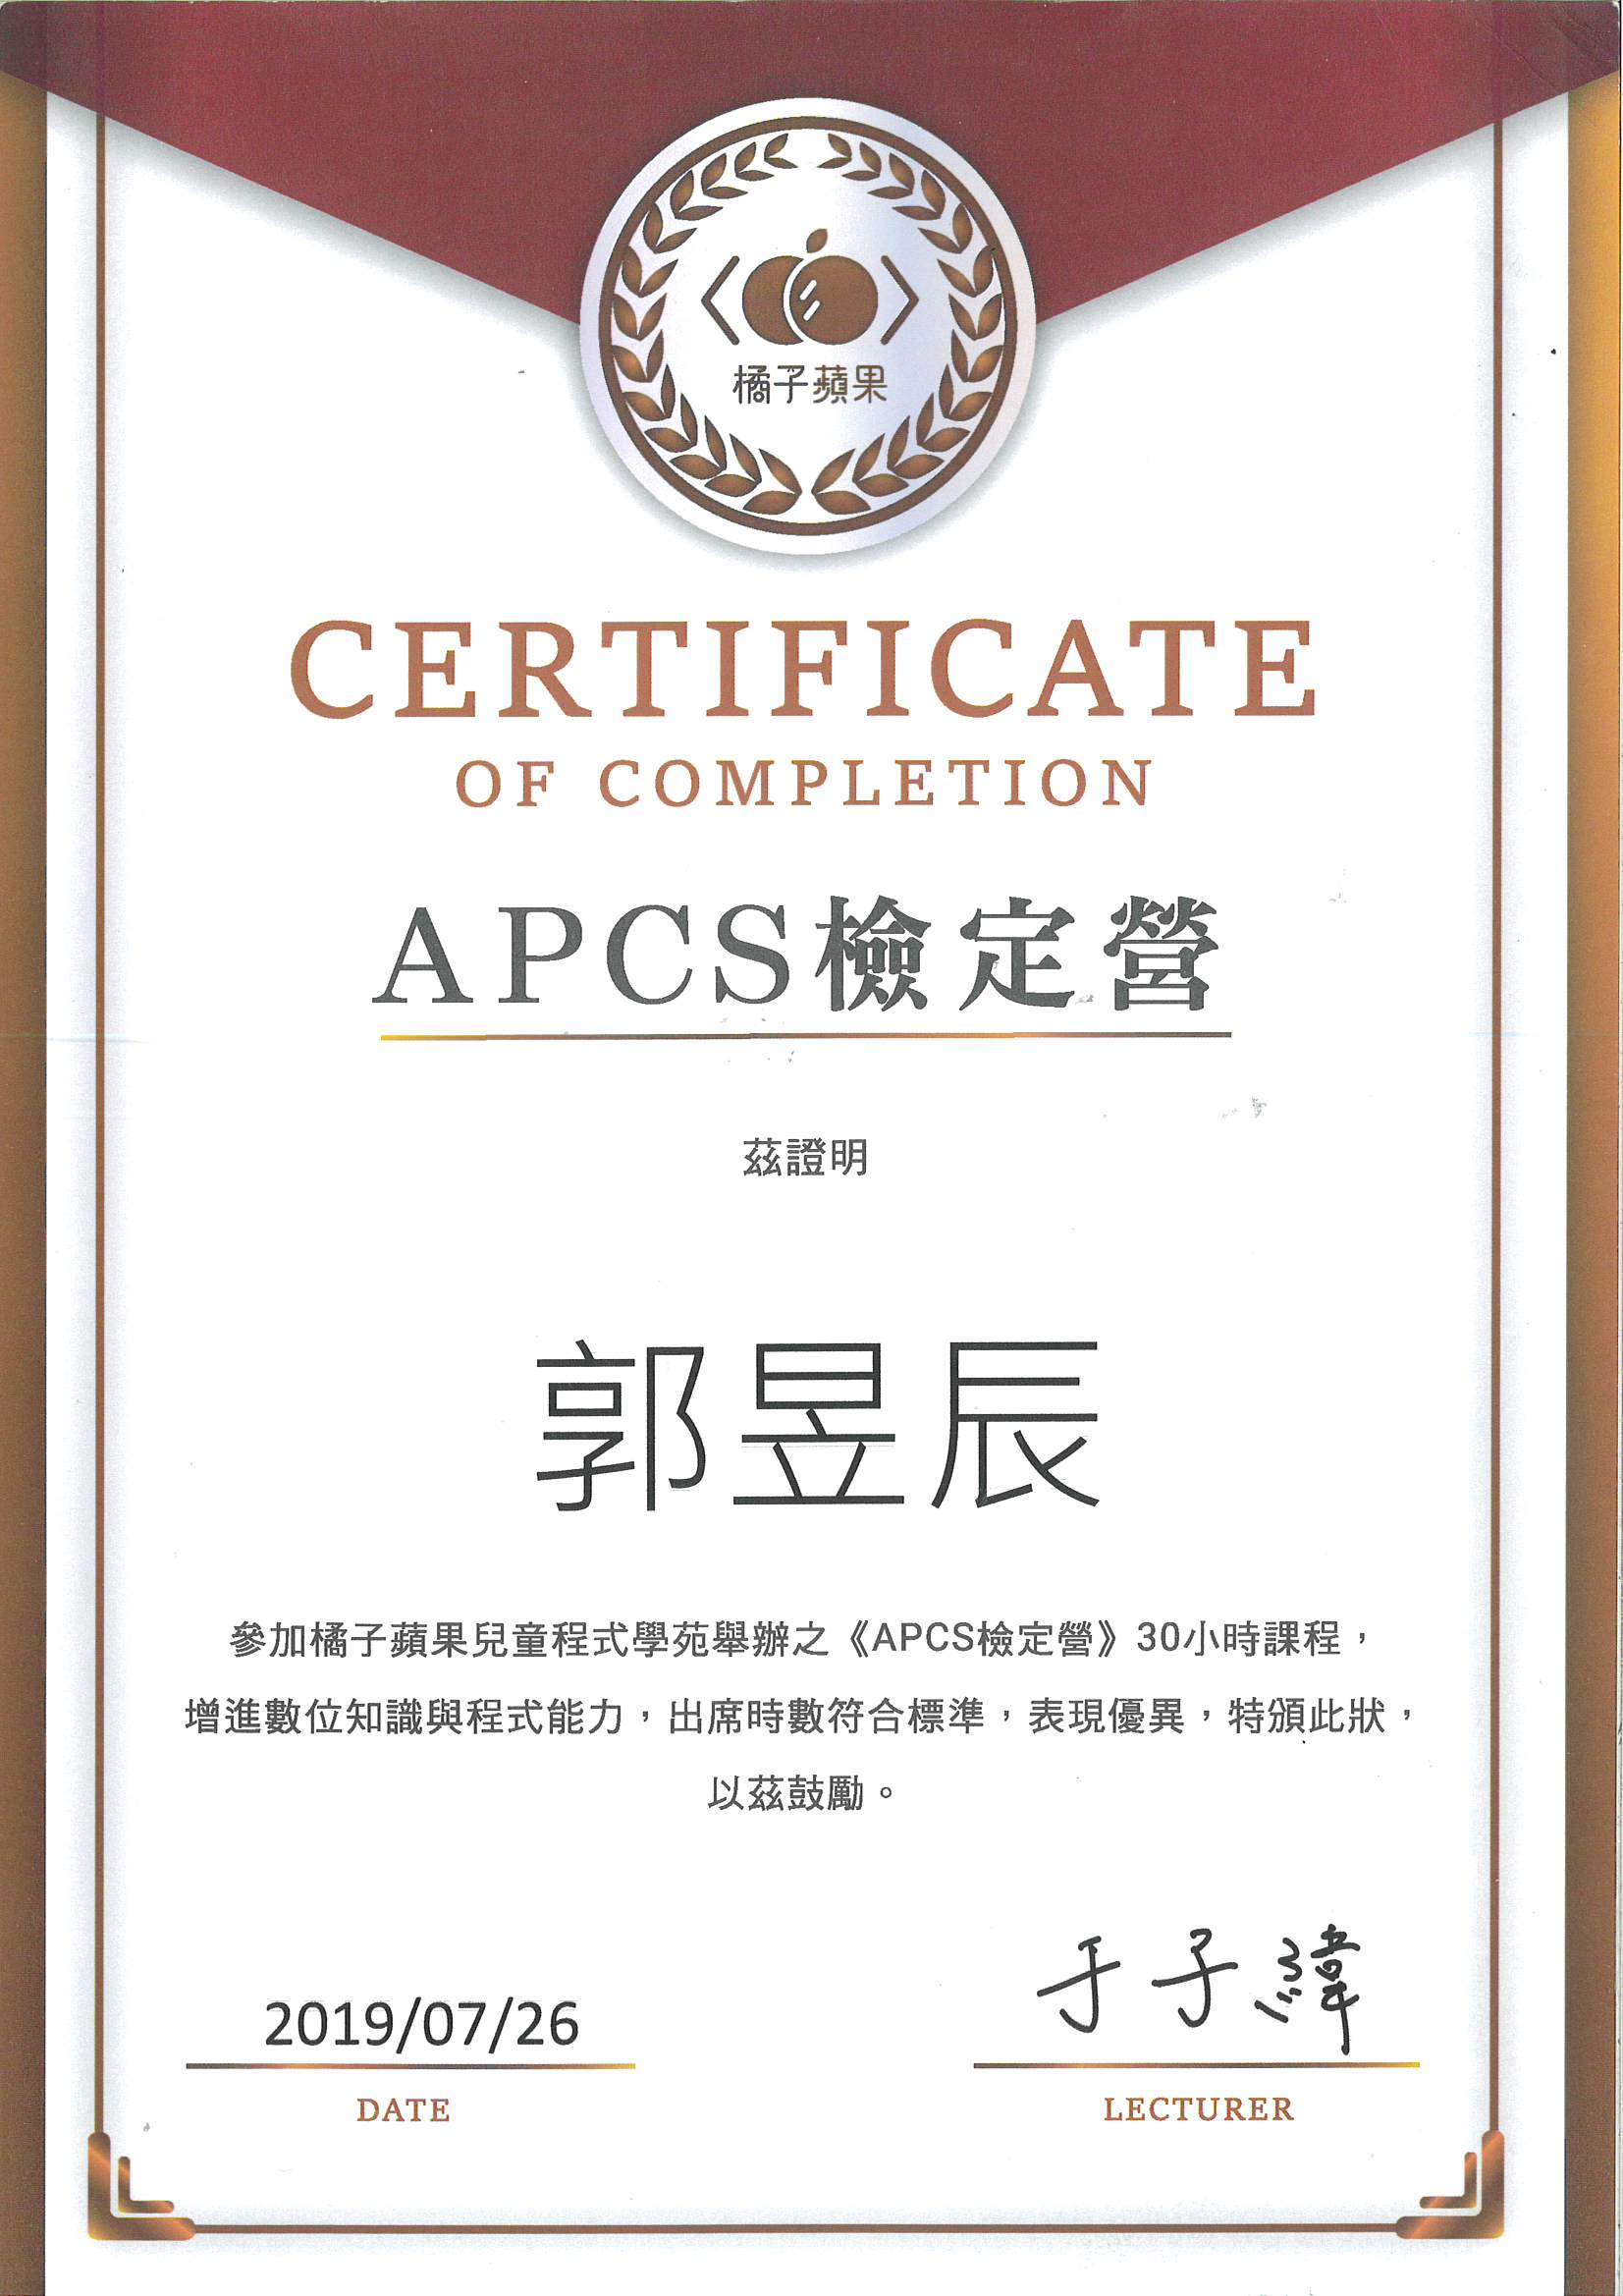 橘子蘋果
CERTIFICATE
OF COMPLETION
APCS檢定營
茲證明
郭昱辰
參加橘子蘋果兒童程式學苑舉辦之《APCS檢定營》30小時課程，
增進數位知識與程式能力，出席時數符合標準，表現優異，特頒此狀，
以茲鼓勵。
2019/07/26
于子緯
DATE
LECTURER